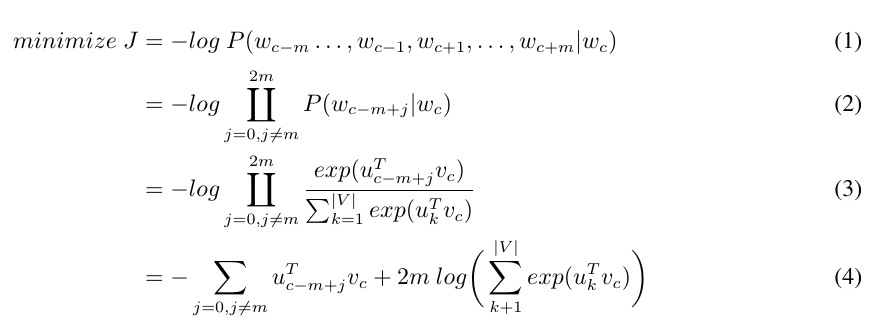 minimize J = −log P(w_{c−m} . . . , w_{c−1}, w_{c+1}, . . . , w_{c+m}|w_c) (1)
= −log ∐_{j=0,j≠m}^{2m} P(w_{c−m+j}|w_c) (2)
= −log ∐_{j=0,j≠m}^{2m} exp(u_{c−m+j}^T v_c) / ∑_{k=1}^{|V|} exp(u_k^T v_c) (3)
= − ∑_{j=0,j≠m} u_{c−m+j}^T v_c + 2m log(∑_{k+1}^{|V|} exp(u_k^T v_c)) (4)